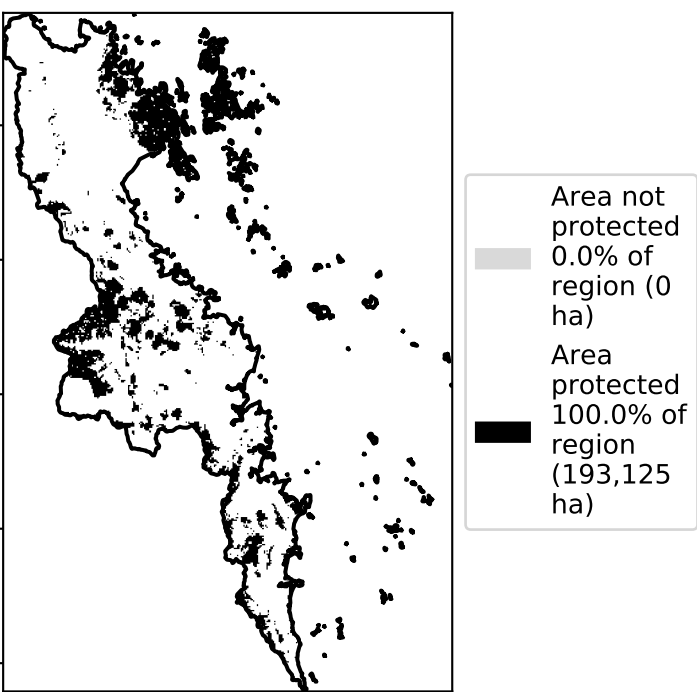 Area not
protected
0.0% of
region (0
ha)
Area
protected
100.0% of
region
(193,125
ha)